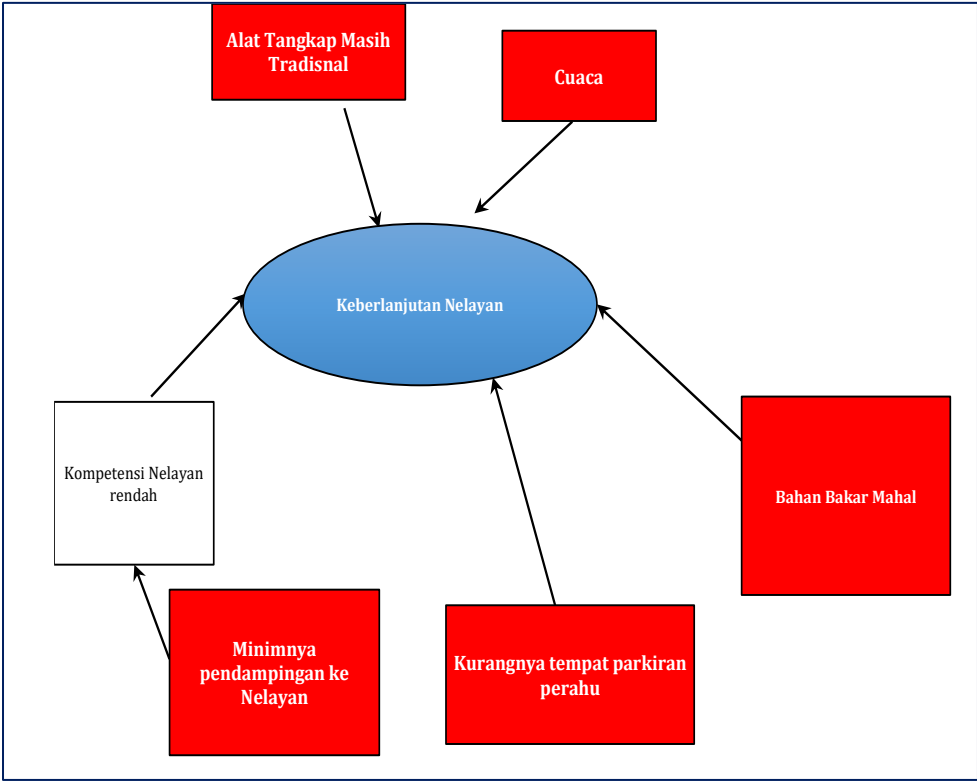 Alat Tangkap Masih
Tradisnal
Cuaca
Keberlanjutan Nelayan
Kompetensi Nelayan
rendah
Bahan Bakar Mahal
Minimnya
pendampingan ke
Nelayan
Kurangnya tempat parkiran
perahu